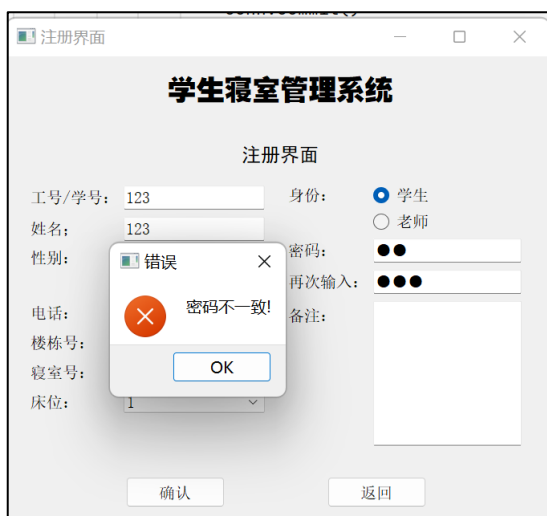 注册界面
学生寝室管理系统
注册界面
工号/学号: 123
身份: 学生
老师
姓名; 123
性别:
密码: ●●
再次输入: ●●●
错误
密码不一致!
OK
电话:
备注:
楼栋号:
寝室号:
床位: 1
确认
返回